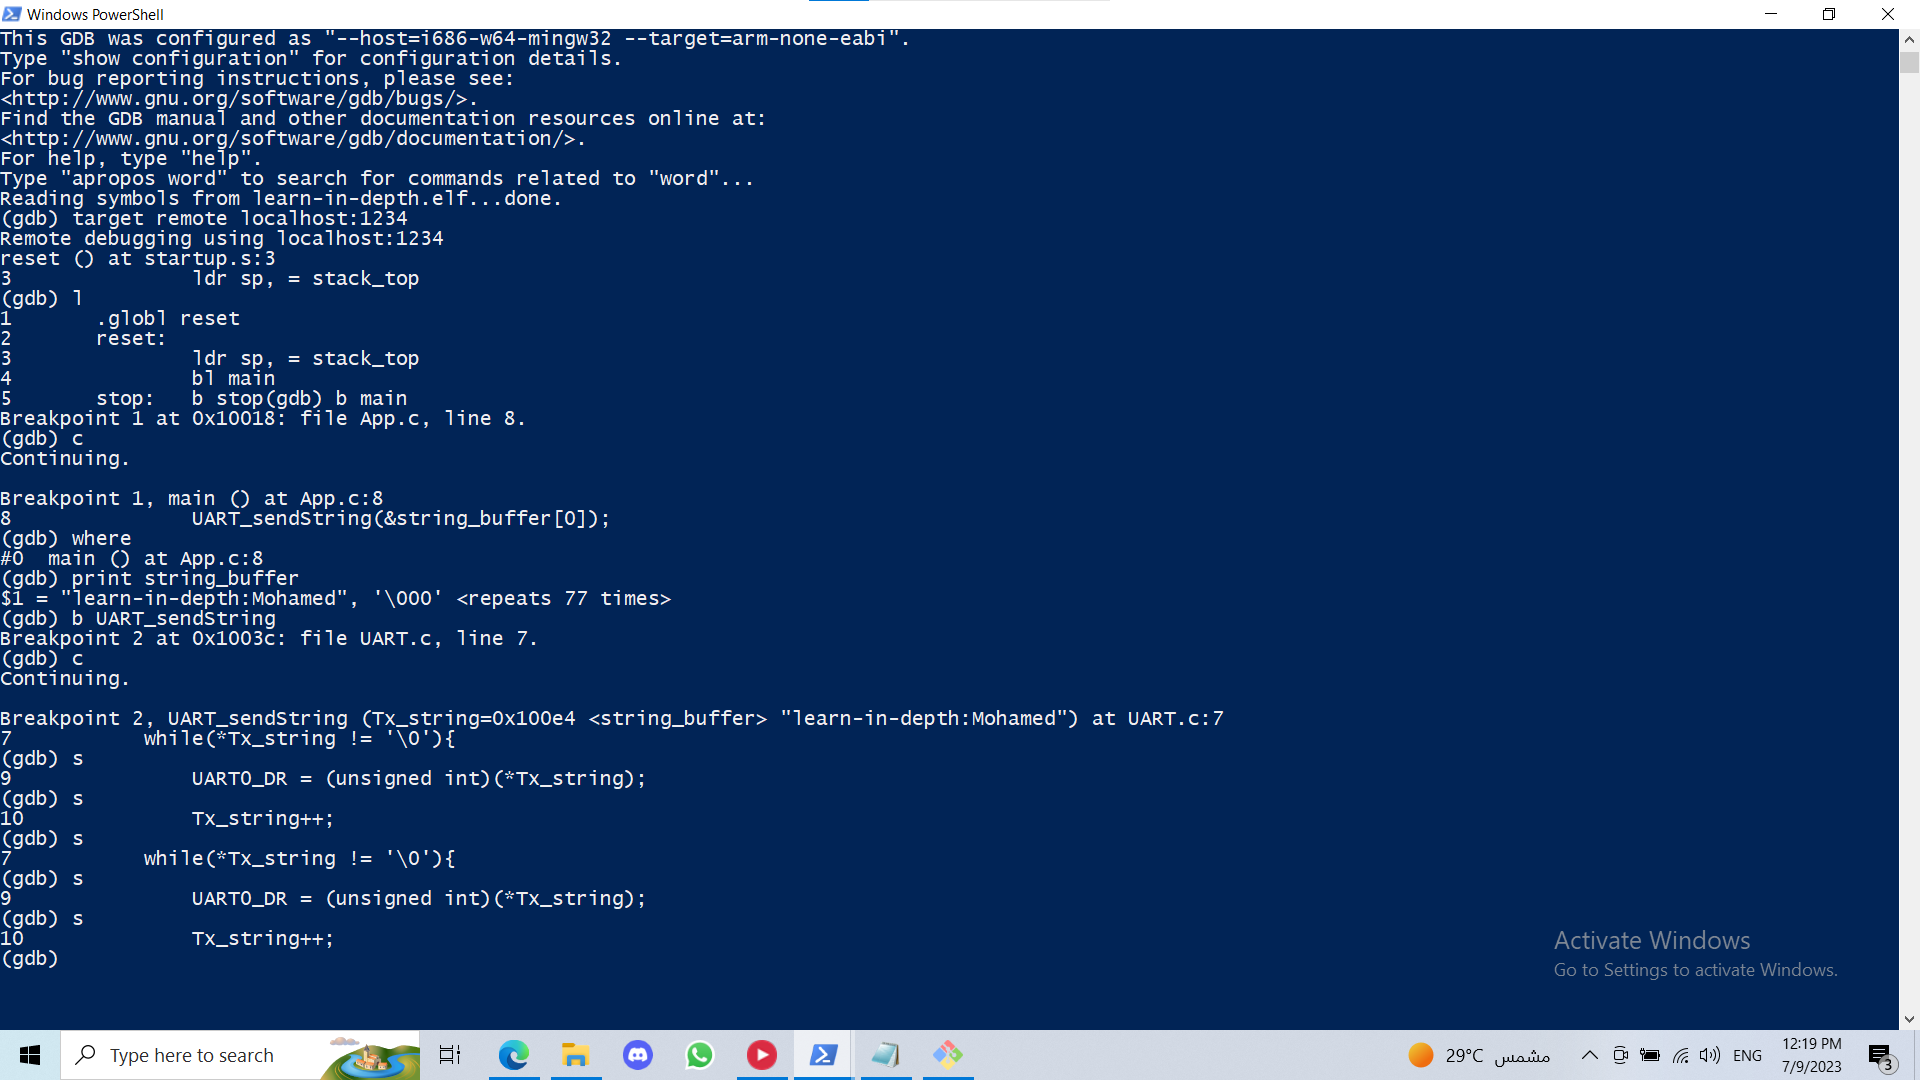 Windows PowerShell
This GDB was configured as "--host=i686-w64-mingw32 --target=arm-none-eabi".
Type "show configuration" for configuration details.
For bug reporting instructions, please see:
<http://www.gnu.org/software/gdb/bugs/>.
Find the GDB manual and other documentation resources online at:
<http://www.gnu.org/software/gdb/documentation/>.
For help, type "help".
Type "apropos word" to search for commands related to "word"...
Reading symbols from learn-in-depth.elf...done.
(gdb) target remote localhost:1234
Remote debugging using localhost:1234
reset () at startup.s:3
3               ldr sp, = stack_top
(gdb) l
1       .globl reset
2       reset:
3               ldr sp, = stack_top
4               bl main
5       stop:   b stop(gdb) b main
Breakpoint 1 at 0x10018: file App.c, line 8.
(gdb) c
Continuing.
Breakpoint 1, main () at App.c:8
8               UART_sendString(&string_buffer[0]);
(gdb) where
#0  main () at App.c:8
(gdb) print string_buffer
$1 = "learn-in-depth:Mohamed", '\000' <repeats 77 times>
(gdb) b UART_sendString
Breakpoint 2 at 0x1003c: file UART.c, line 7.
(gdb) c
Continuing.
Breakpoint 2, UART_sendString (Tx_string=0x100e4 <string_buffer> "learn-in-depth:Mohamed") at UART.c:7
7           while(*Tx_string != '\0'){
(gdb) s
9               UART0_DR = (unsigned int)(*Tx_string);
(gdb) s
10              Tx_string++;
(gdb) s
7           while(*Tx_string != '\0'){
(gdb) s
9               UART0_DR = (unsigned int)(*Tx_string);
(gdb) s
10              Tx_string++;
(gdb)
Activate Windows
Go to Settings to activate Windows.
Type here to search
29°C مشمس
ENG
12:19 PM
7/9/2023
3